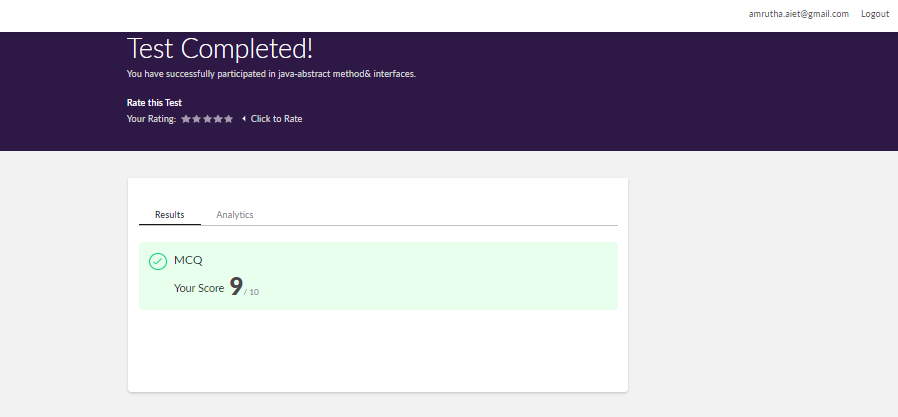 amrutha.aiet@gmail.com Logout
Test Completed!
You have successfully participated in java-abstract method& interfaces.
Rate this Test
Your Rating: Click to Rate
Results Analytics
MCQ
Your Score 9 / 10